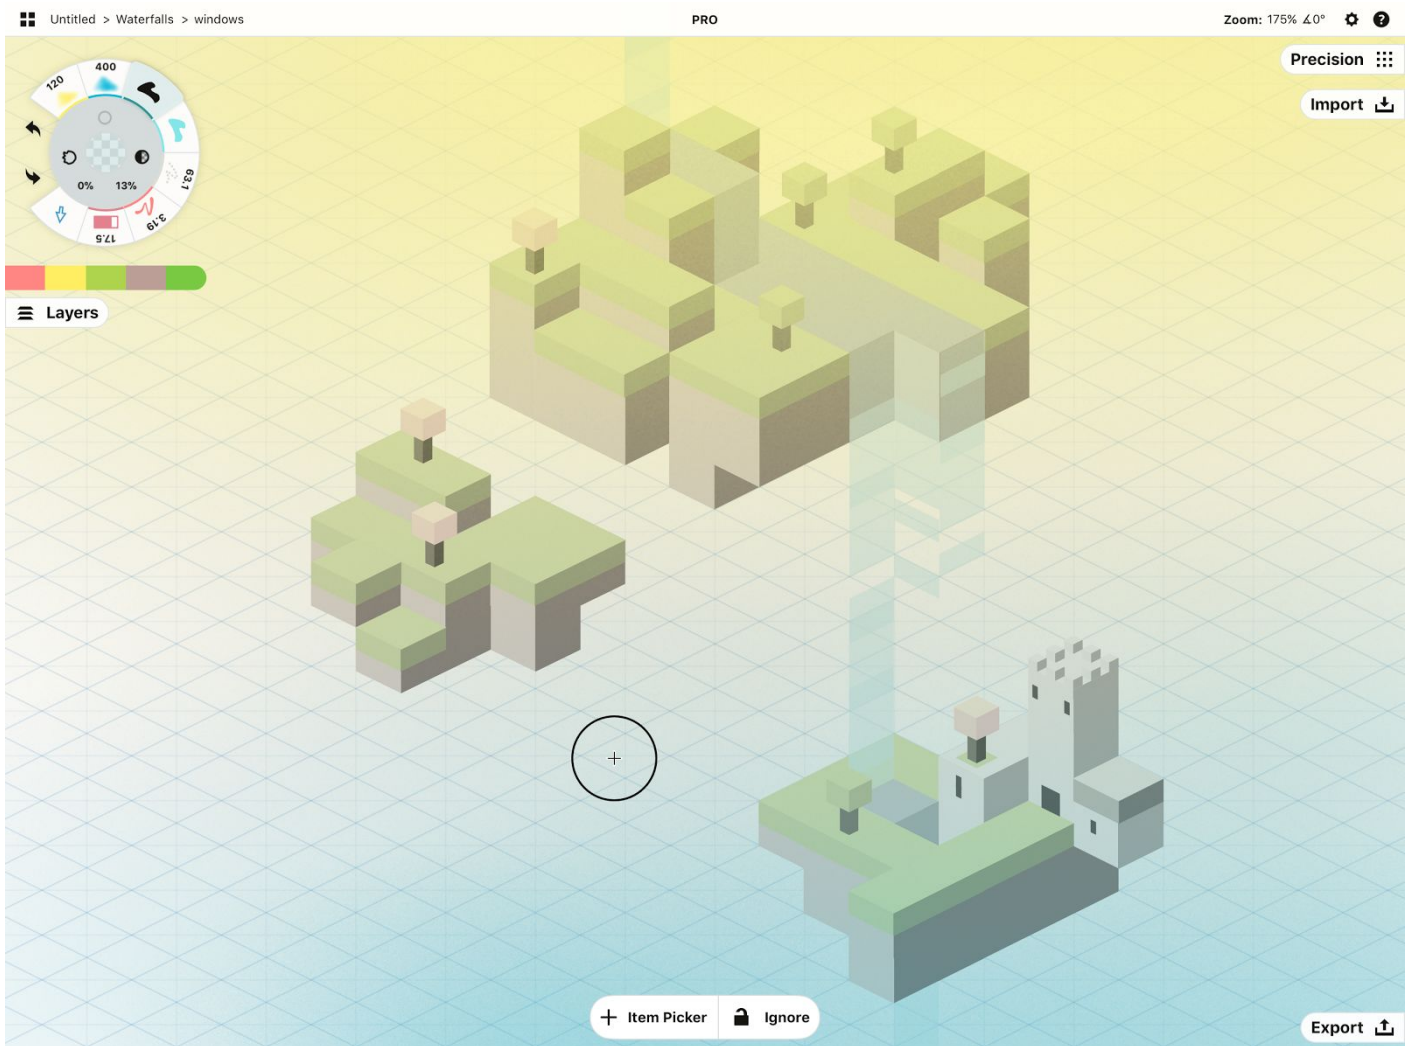 Untitled > Waterfalls > windows
PRO
Zoom: 175% ∡0°
Precision
Import
120
400
63.1
3.19
17.5
0%
13%
Layers
Item Picker
Ignore
Export